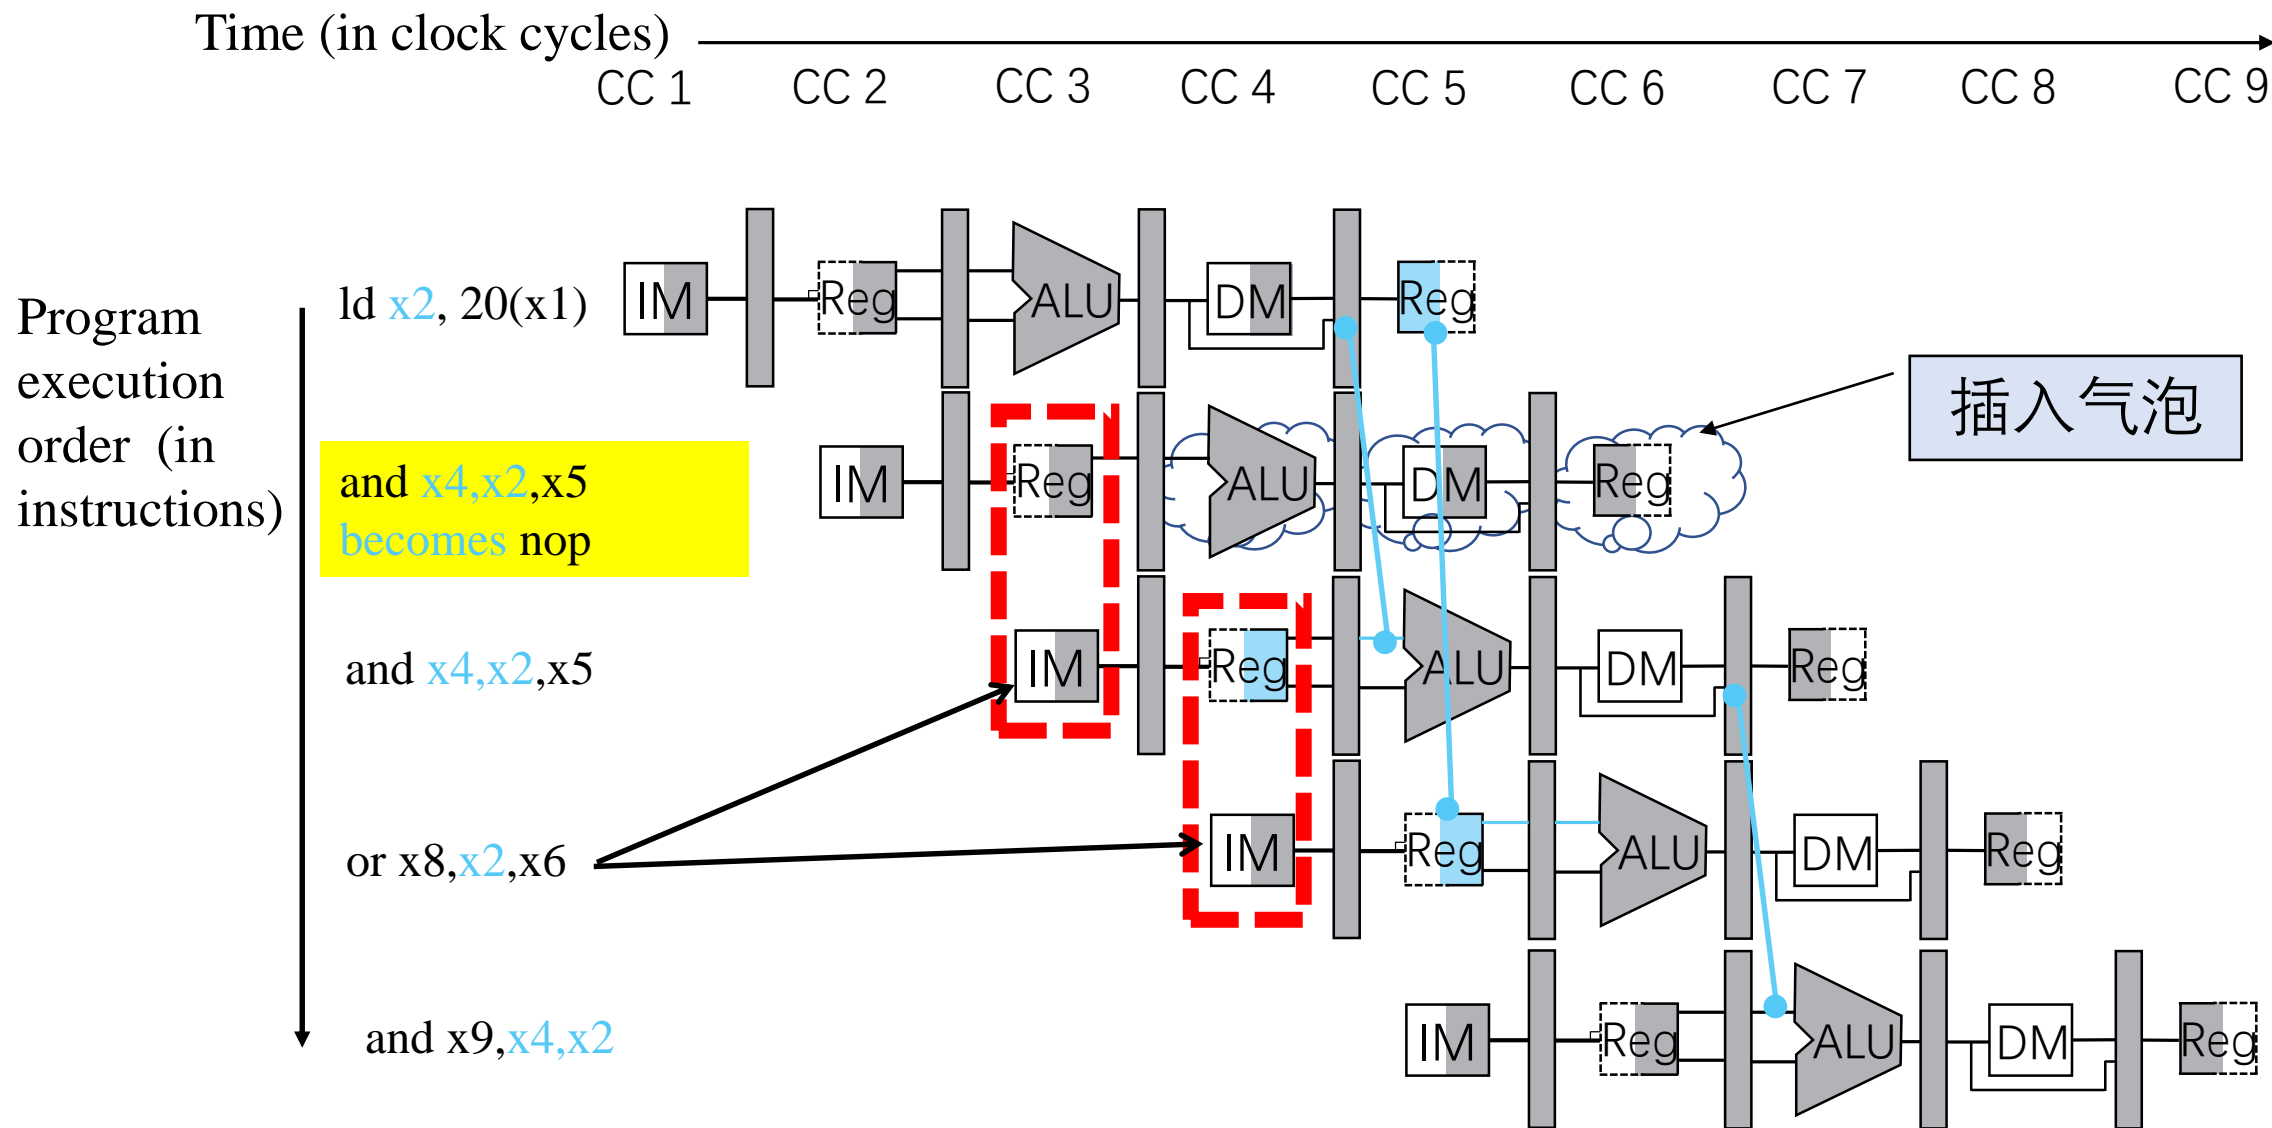 Time (in clock cycles)
CC 1 CC 2 CC 3 CC 4 CC 5 CC 6 CC 7 CC 8 CC 9
Program
execution
order (in
instructions)
ld x2, 20(x1)
IM Reg ALU DM Reg
插入气泡
and x4,x2,x5
becomes nop
IM Reg ALU DM Reg
and x4,x2,x5
IM Reg ALU DM Reg
or x8,x2,x6
IM Reg ALU DM Reg
and x9,x4,x2
IM Reg ALU DM Reg